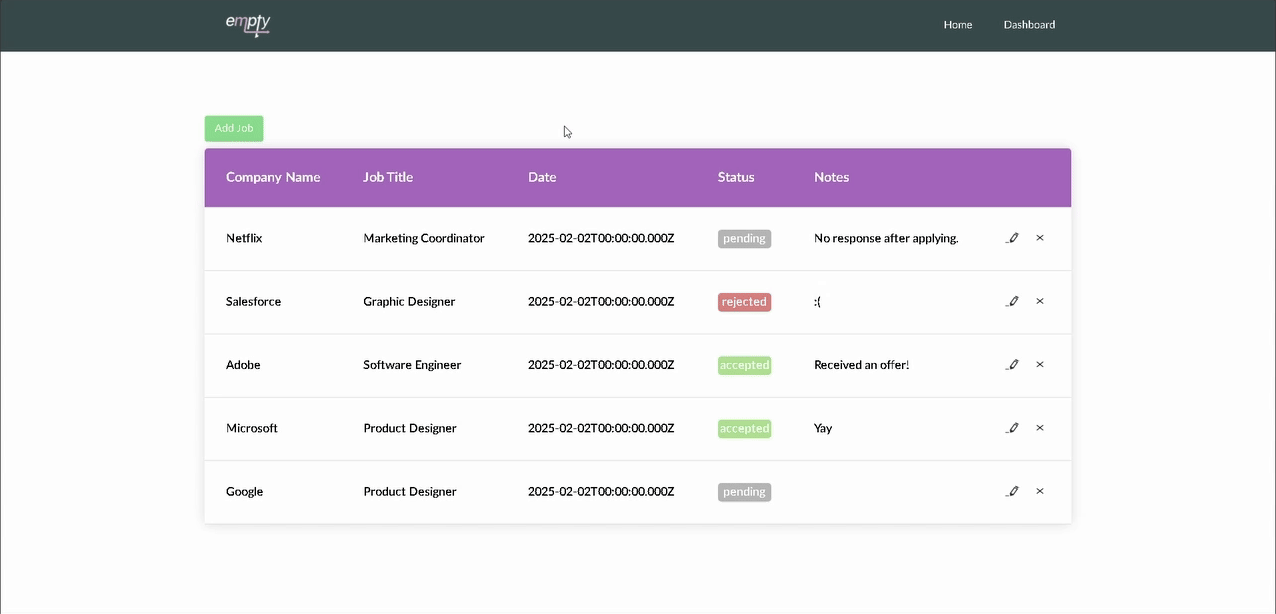 empty Home Dashboard
Add Job
Company Name Job Title Date Status Notes
Netflix Marketing Coordinator 2025-02-02T00:00:00.000Z pending No response after applying.
Salesforce Graphic Designer 2025-02-02T00:00:00.000Z rejected :(
Adobe Software Engineer 2025-02-02T00:00:00.000Z accepted Received an offer!
Microsoft Product Designer 2025-02-02T00:00:00.000Z accepted Yay
Google Product Designer 2025-02-02T00:00:00.000Z pending